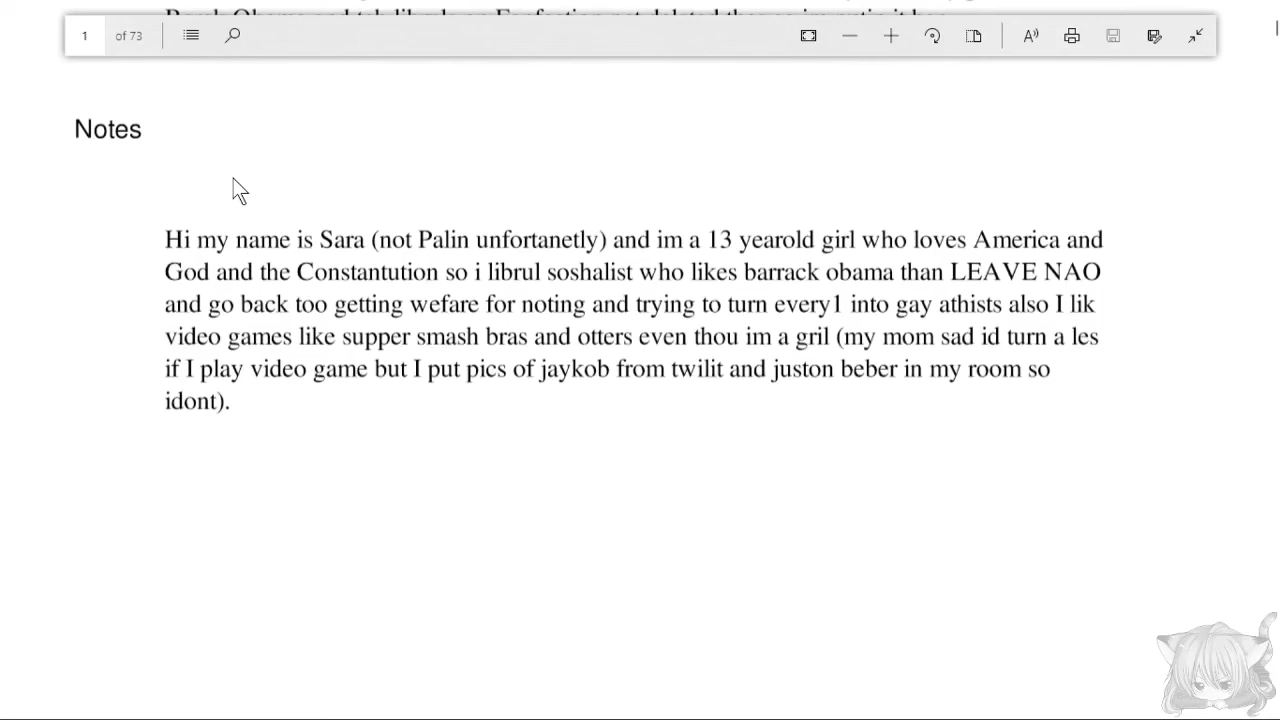 1 of 73
Notes
Hi my name is Sara (not Palin unfortanetly) and im a 13 yearold girl who loves America and
God and the Constantution so i librul soshalist who likes barrack obama than LEAVE NAO
and go back too getting wefare for noting and trying to turn every1 into gay athists also I lik
video games like supper smash bras and otters even thou im a gril (my mom sad id turn a les
if I play video game but I put pics of jaykob from twilit and juston beber in my room so
idont).